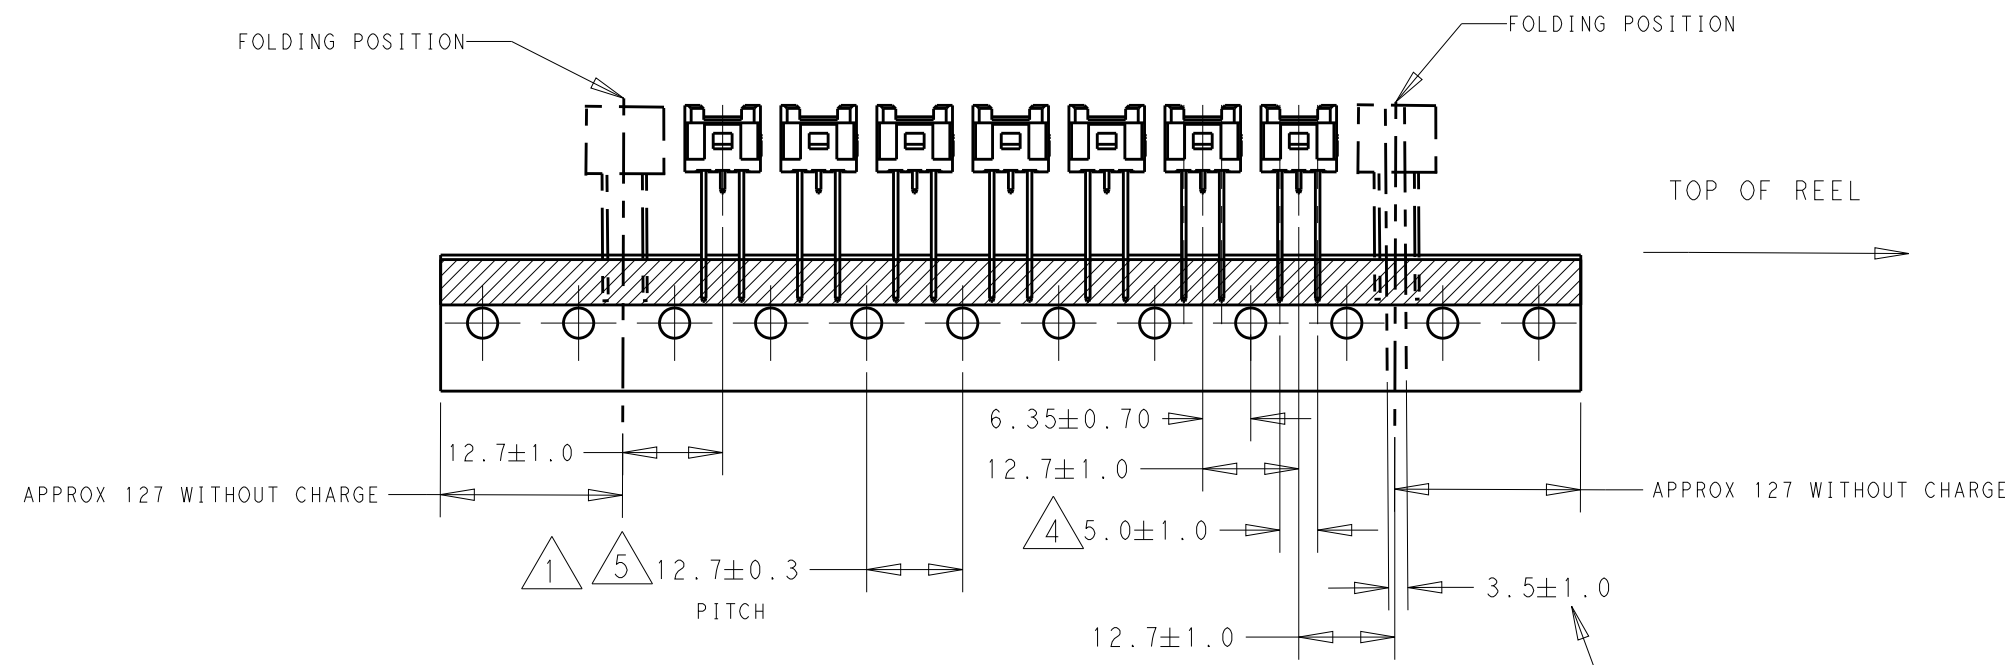 FOLDING POSITION
FOLDING POSITION
TOP OF REEL
6.35±0.70
12.7±1.0
12.7±1.0
APPROX 127 WITHOUT CHARGE
APPROX 127 WITHOUT CHARGE
4 5.0±1.0
1 5 12.7±0.3
PITCH
3.5±1.0
12.7±1.0